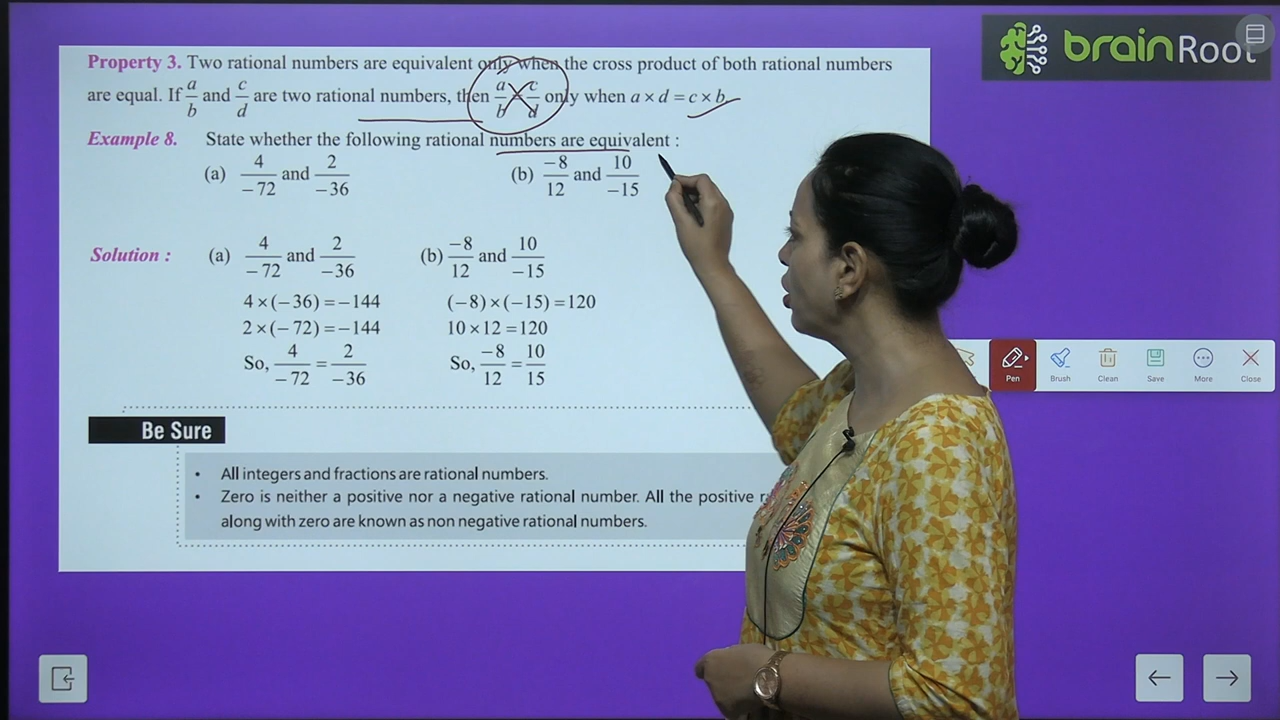 brainRoot
Property 3. Two rational numbers are equivalent only when the cross product of both rational numbers
are equal. If a/b and c/d are two rational numbers, then a/b = c/d only when a × d = c × b.
Example 8. State whether the following rational numbers are equivalent :
(a) 4/−72 and 2/−36 (b) −8/12 and 10/−15
Solution : (a) 4/−72 and 2/−36 (b) −8/12 and 10/−15
4 × (−36) = −144 (−8) × (−15) = 120
2 × (−72) = −144 10 × 12 = 120
So, 4/−72 = 2/−36 So, −8/12 = 10/15
Pen Brush Clean Save More Close
Be Sure
• All integers and fractions are rational numbers.
• Zero is neither a positive nor a negative rational number. All the positive
along with zero are known as non negative rational numbers.